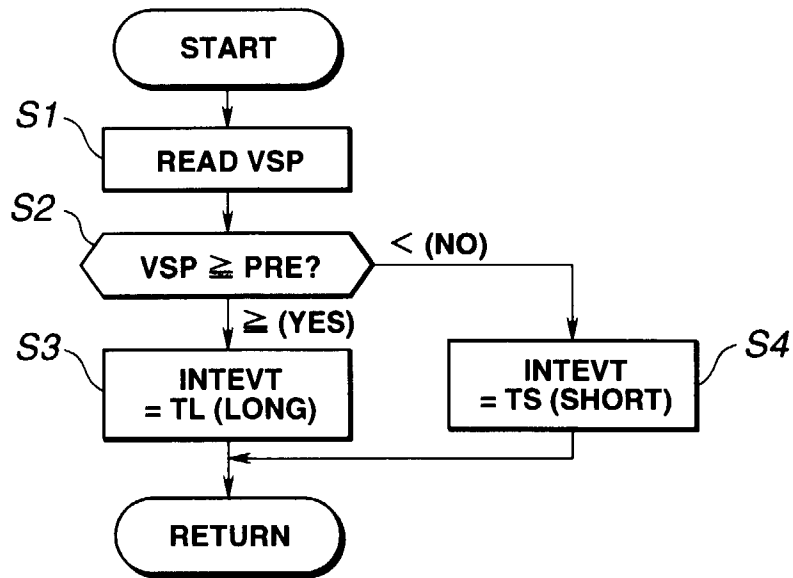 START
S1
READ VSP
S2
VSP ≧ PRE?
< (NO)
≧ (YES)
S3
INTEVT
= TL (LONG)
INTEVT
= TS (SHORT)
S4
RETURN